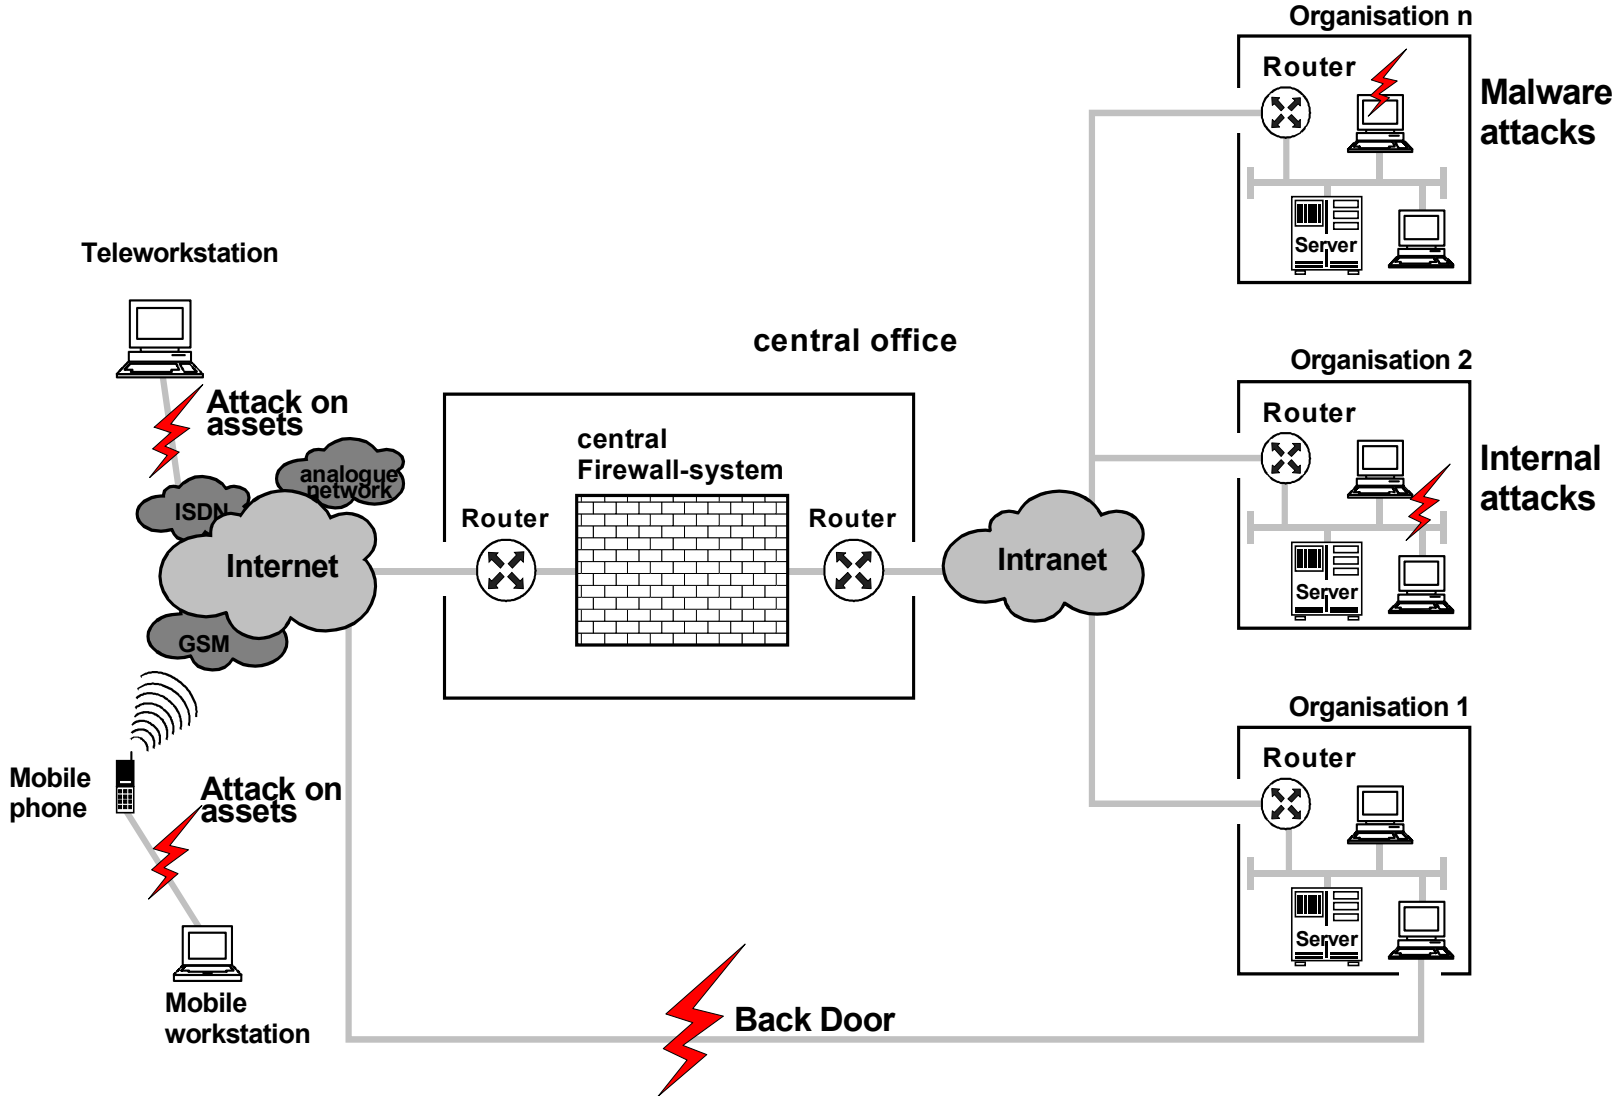 Organisation n
Router
Malware
attacks
Server
Teleworkstation
central office
Organisation 2
Attack on
assets
Router
central
Firewall-system
analogue
network
Internal
attacks
ISDN
Router
Router
Internet
Intranet
Server
GSM
Organisation 1
Router
Mobile
phone
Attack on
assets
Server
Mobile
workstation
Back Door